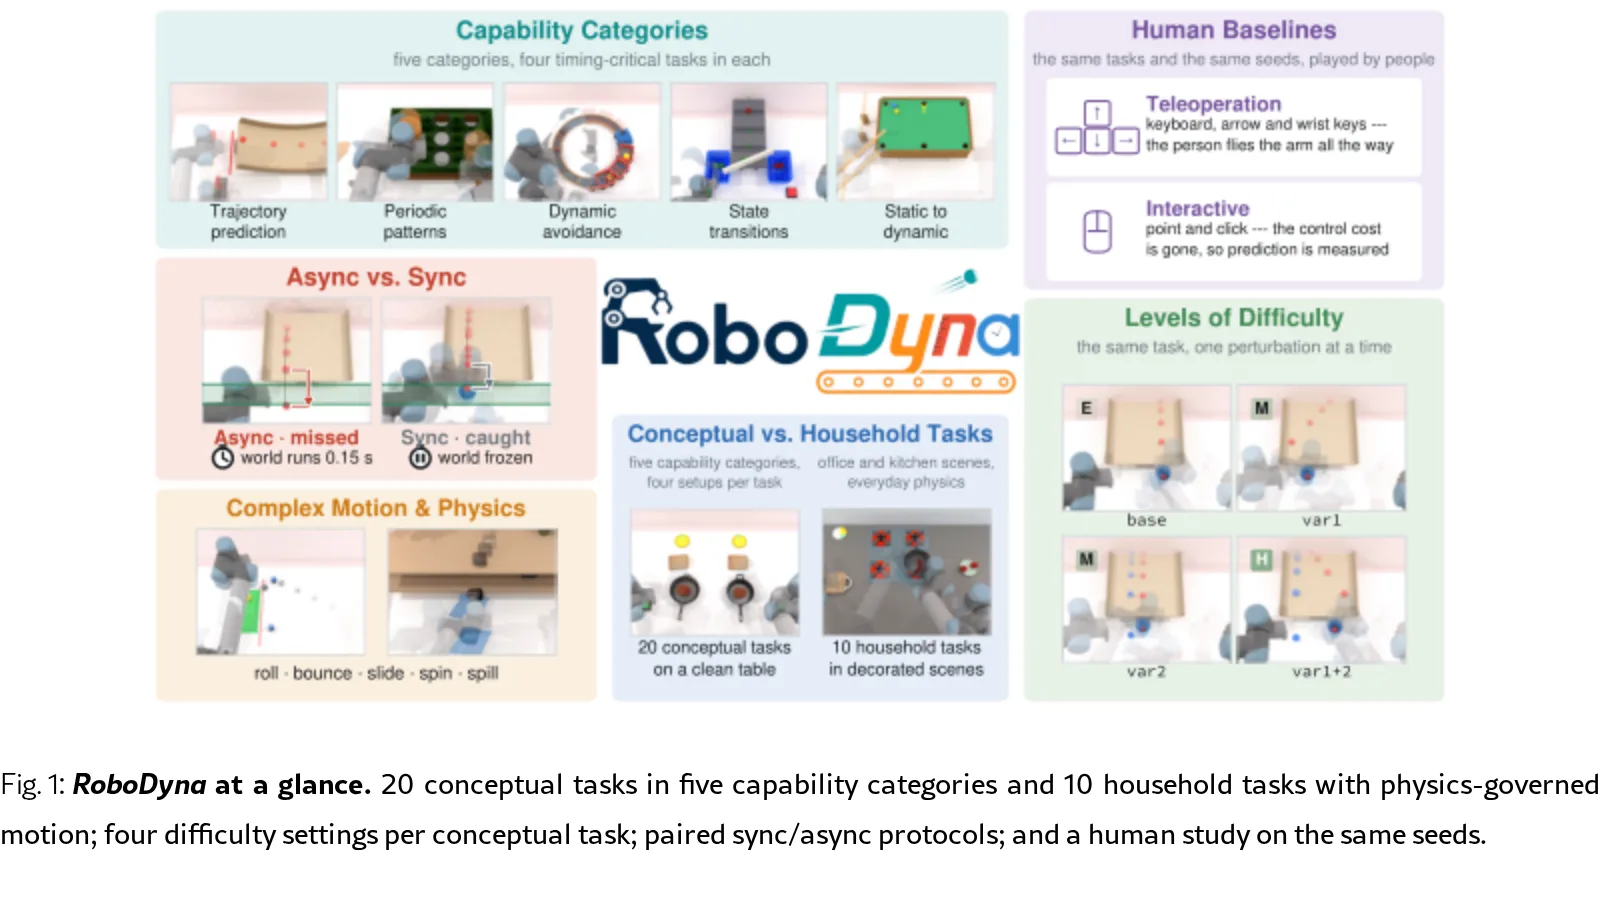 Capability Categories
five categories, four timing-critical tasks in each
Trajectory
prediction
Periodic
patterns
Dynamic
avoidance
State
transitions
Static to
dynamic
Human Baselines
the same tasks and the same seeds, played by people
Teleoperation
keyboard, arrow and wrist keys ---
the person flies the arm all the way
Interactive
point and click --- the control cost
is gone, so prediction is measured
Async vs. Sync
Async · missed
world runs 0.15 s
Sync · caught
world frozen
RoboDyna
Levels of Difficulty
the same task, one perturbation at a time
E
base
M
var1
M
var2
H
var1+2
Complex Motion & Physics
roll · bounce · slide · spin · spill
Conceptual vs. Household Tasks
five capability categories,
four setups per task
office and kitchen scenes,
everyday physics
20 conceptual tasks
on a clean table
10 household tasks
in decorated scenes
Fig. 1: RoboDyna at a glance. 20 conceptual tasks in five capability categories and 10 household tasks with physics-governed
motion; four difficulty settings per conceptual task; paired sync/async protocols; and a human study on the same seeds.